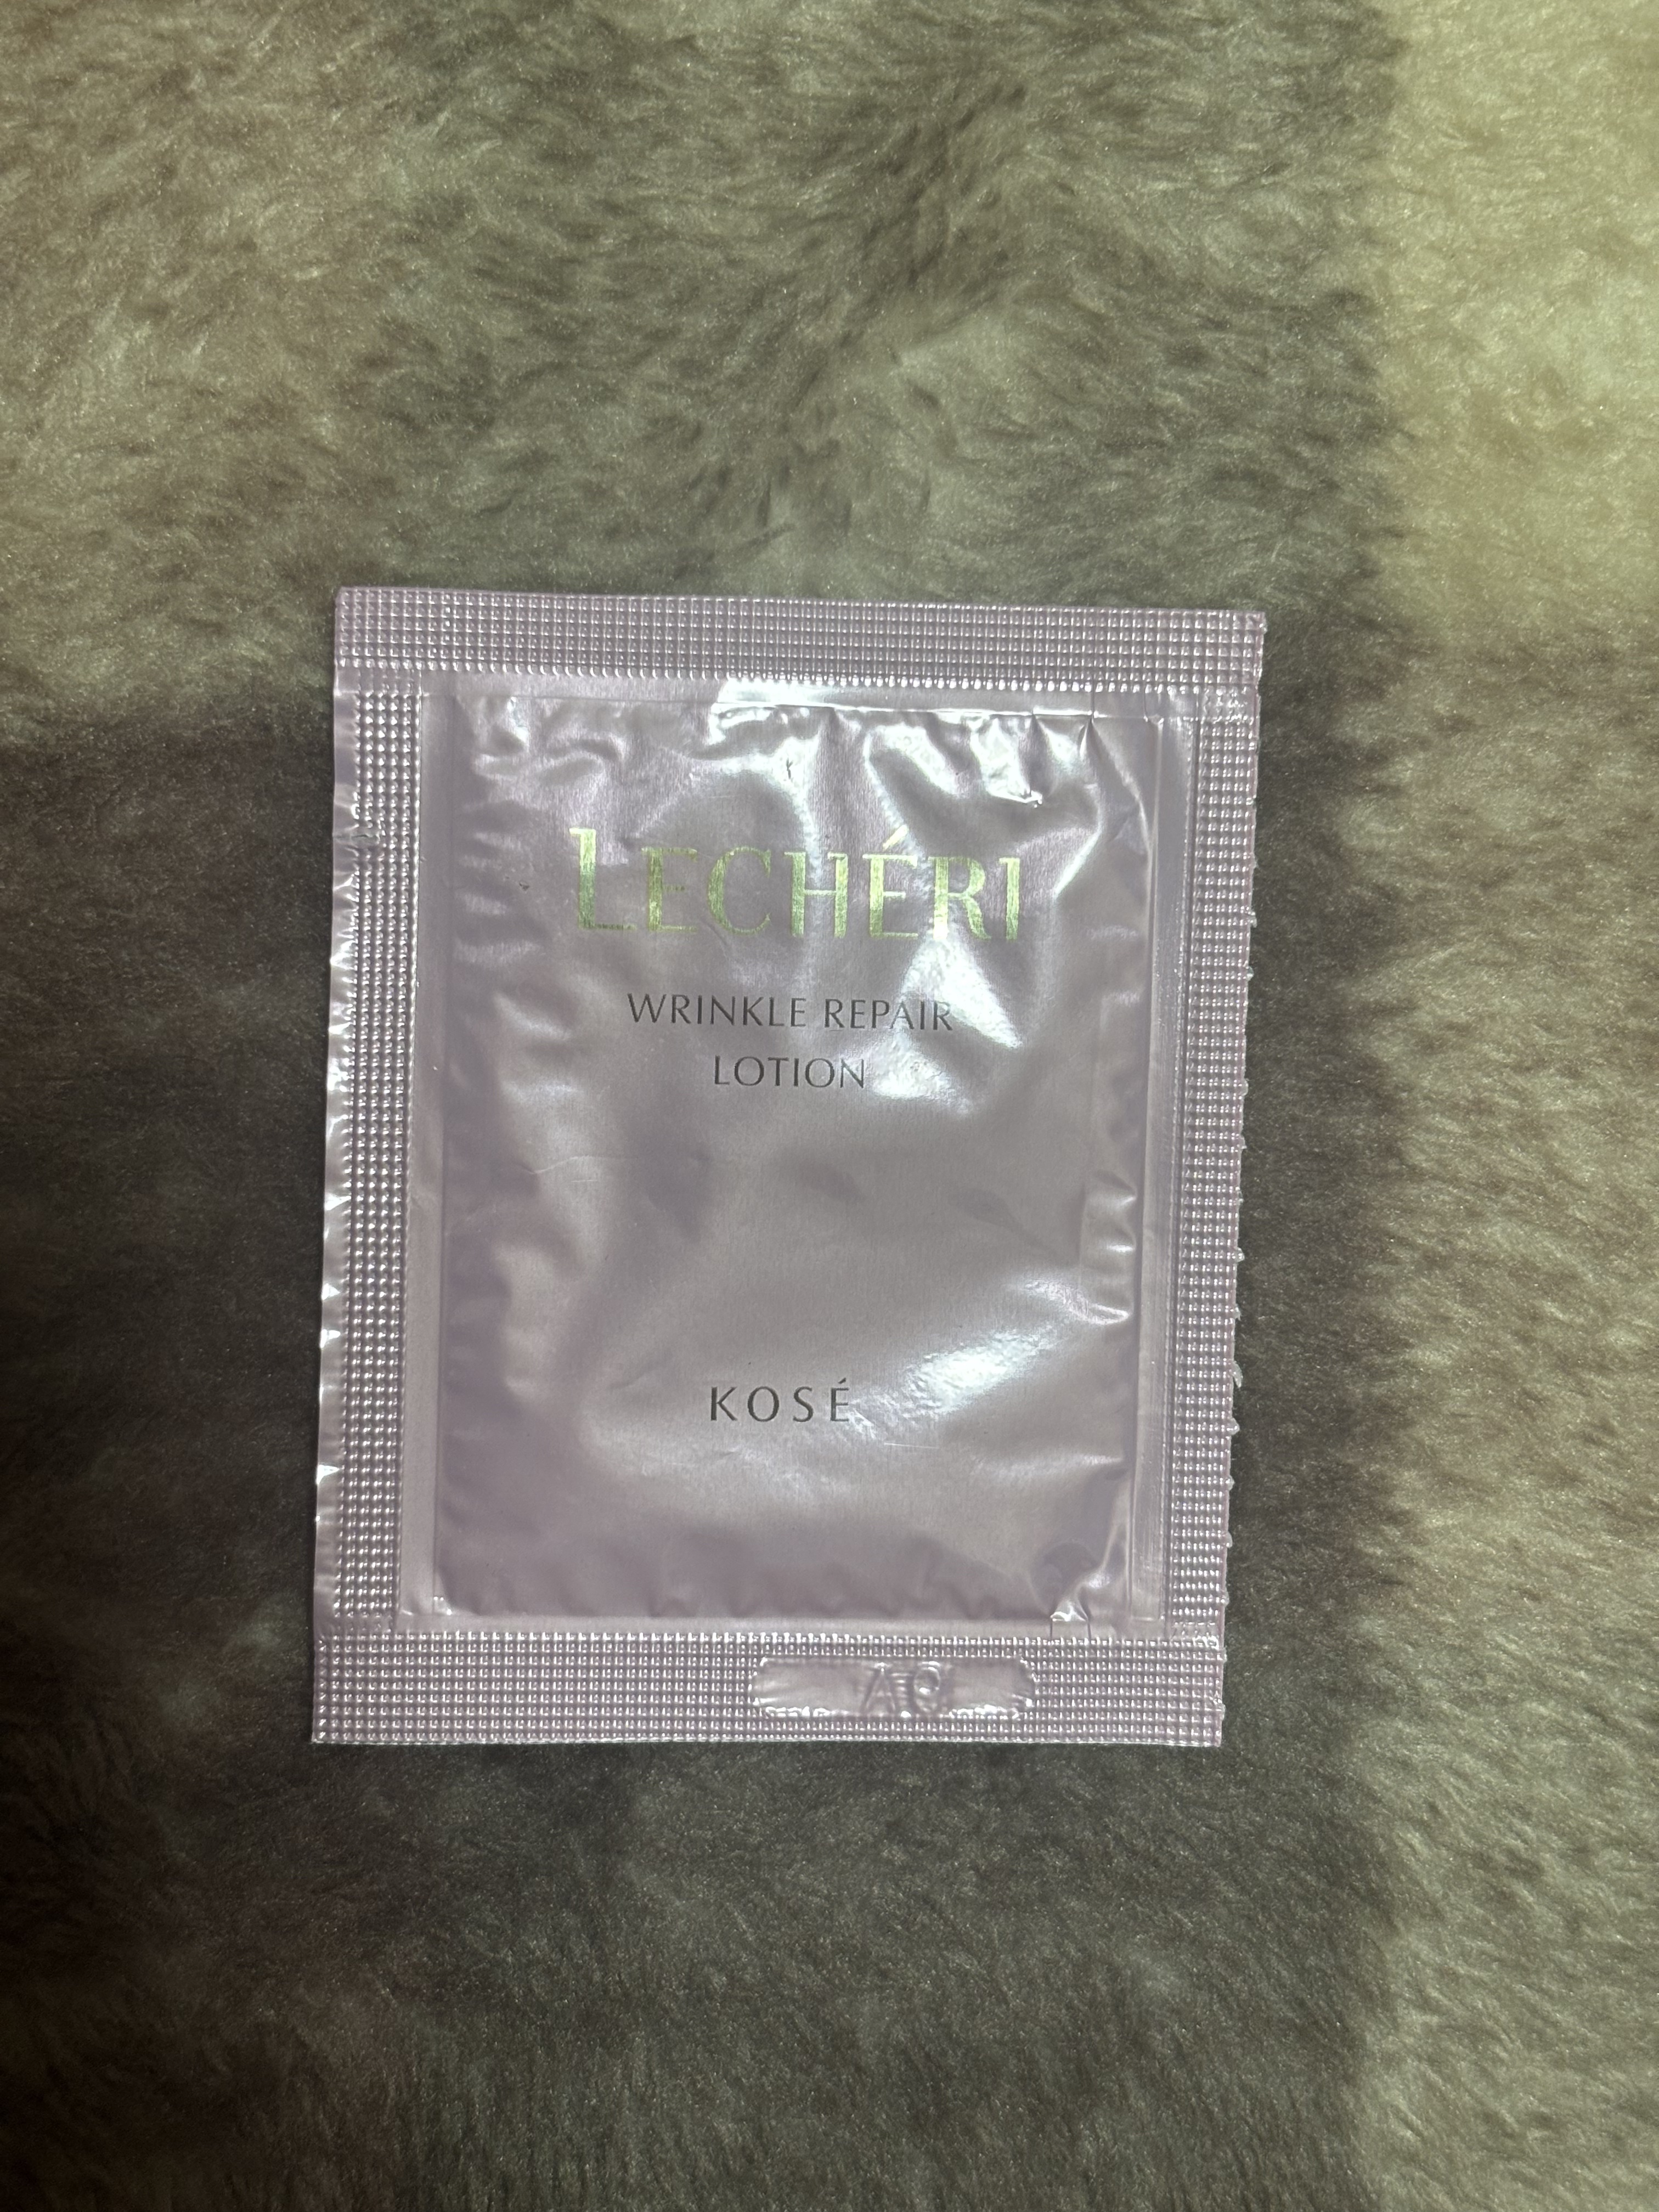 LECHÉRI
WRINKLE REPAIR
LOTION
KOSÉ